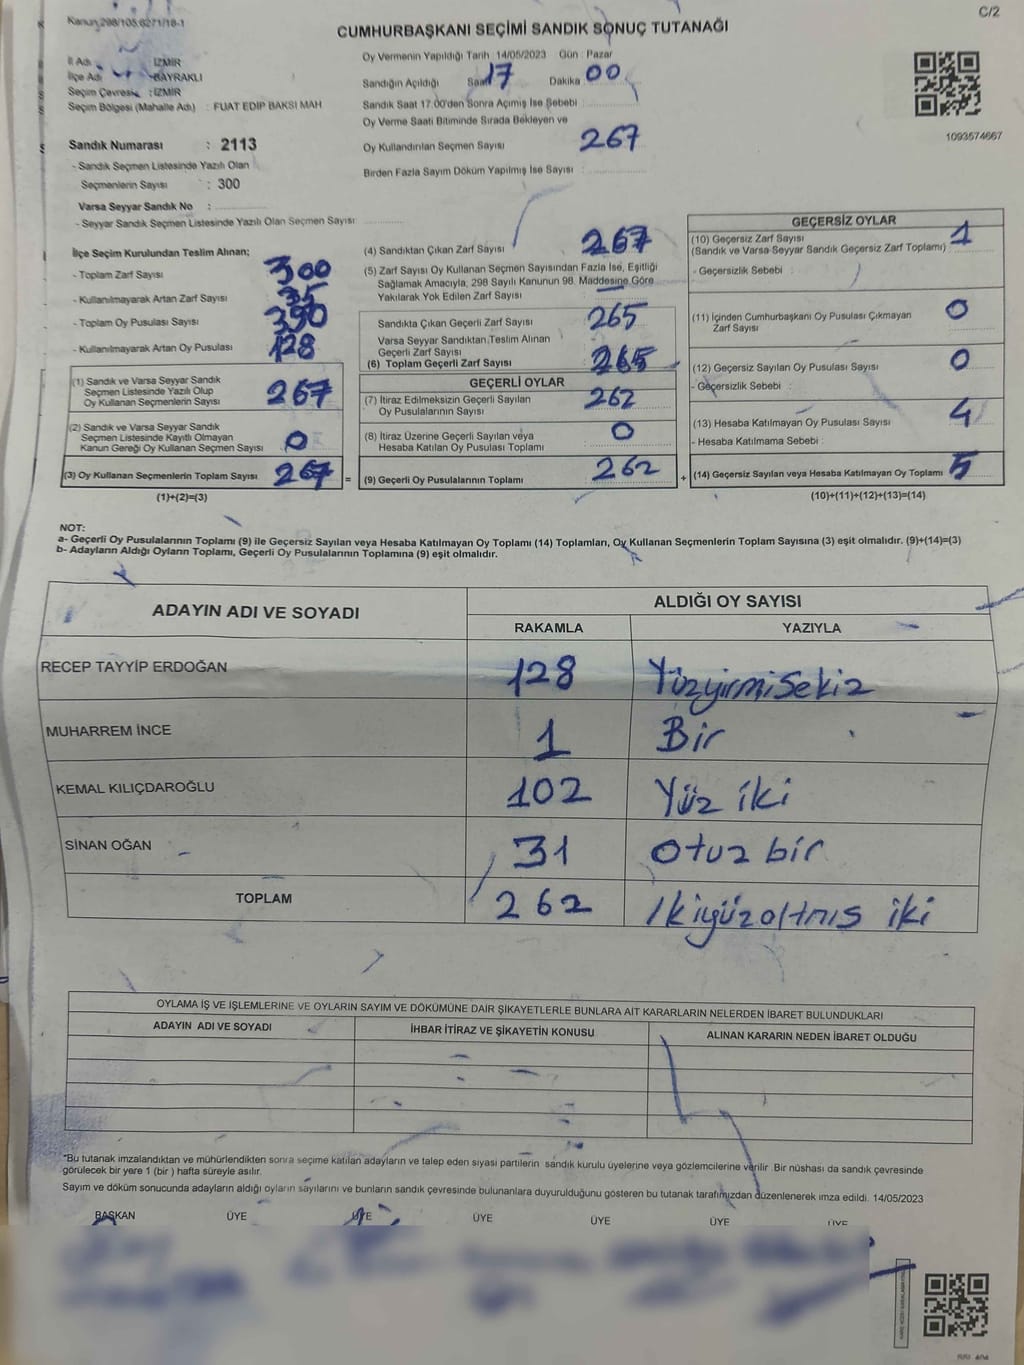 Kanun 298/105;6271/18-1
C/2
CUMHURBAŞKANI SEÇİMİ SANDIK SONUÇ TUTANAĞI
İl Adı : İZMİR
İlçe Adı : BAYRAKLI
Seçim Çevresi : İZMİR
Seçim Bölgesi (Mahalle Adı) : FUAT EDIP BAKSI MAH
Sandık Numarası : 2113
- Sandık Seçmen Listesinde Yazılı Olan
Seçmenlerin Sayısı : 300
Varsa Seyyar Sandık No :
- Seyyar Sandık Seçmen Listesinde Yazılı Olan Seçmen Sayısı
Oy Vermenin Yapıldığı Tarih 14/05/2023 Gün : Pazar
Sandığın Açıldığı Saat 17 Dakika 00
Sandık Saat 17.00'den Sonra Açımış İse Sebebi
Oy Verme Saati Bitiminde Sırada Bekleyen ve
Oy Kullandırılan Seçmen Sayısı 267
Birden Fazla Sayım Döküm Yapılmış İse Sayısı
1093574667
İlçe Seçim Kurulundan Teslim Alınan;
- Toplam Zarf Sayısı 300
- Kullanılmayarak Artan Zarf Sayısı 35
- Toplam Oy Pusulası Sayısı 390
- Kullanılmayarak Artan Oy Pusulası 128
(1) Sandık ve Varsa Seyyar Sandık
Seçmen Listesinde Yazılı Olup
Oy Kullanan Seçmenlerin Sayısı 267
(2) Sandık ve Varsa Seyyar Sandık
Seçmen Listesinde Kayıtlı Olmayan
Kanun Gereği Oy Kullanan Seçmen Sayısı 0
(3) Oy Kullanan Seçmenlerin Toplam Sayısı 267 =
(1)+(2)=(3)
(4) Sandıktan Çıkan Zarf Sayısı 267
(5) Zarf Sayısı Oy Kullanan Seçmen Sayısından Fazla İse, Eşitliği
Sağlamak Amacıyla, 298 Sayılı Kanunun 98. Maddesine Göre
Yakılarak Yok Edilen Zarf Sayısı
Sandıkta Çıkan Geçerli Zarf Sayısı 265
Varsa Seyyar Sandıktan Teslim Alınan
Geçerli Zarf Sayısı
(6) Toplam Geçerli Zarf Sayısı 265
GEÇERLİ OYLAR
(7) İtiraz Edilmeksizin Geçerli Sayılan
Oy Pusulalarının Sayısı 262
(8) İtiraz Üzerine Geçerli Sayılan veya
Hesaba Katılan Oy Pusulası Toplamı 0
(9) Geçerli Oy Pusulalarının Toplamı 262 +
GEÇERSİZ OYLAR
(10) Geçersiz Zarf Sayısı 1
(Sandık ve Varsa Seyyar Sandık Geçersiz Zarf Toplamı)
- Geçersizlik Sebebi :
(11) İçinden Cumhurbaşkanı Oy Pusulası Çıkmayan
Zarf Sayısı 0
(12) Geçersiz Sayılan Oy Pusulası Sayısı 0
- Geçersizlik Sebebi :
(13) Hesaba Katılmayan Oy Pusulası Sayısı 4
- Hesaba Katılmama Sebebi :
(14) Geçersiz Sayılan veya Hesaba Katılmayan Oy Toplamı 5
(10)+(11)+(12)+(13)=(14)
NOT:
a- Geçerli Oy Pusulalarının Toplamı (9) ile Geçersiz Sayılan veya Hesaba Katılmayan Oy Toplamı (14) Toplamları, Oy Kullanan Seçmenlerin Toplam Sayısına (3) eşit olmalıdır. (9)+(14)=(3)
b- Adayların Aldığı Oyların Toplamı, Geçerli Oy Pusulalarının Toplamına (9) eşit olmalıdır.
ADAYIN ADI VE SOYADI
ALDIĞI OY SAYISI
RAKAMLA YAZIYLA
RECEP TAYYİP ERDOĞAN 128 Yüzyirmisekiz
MUHARREM İNCE 1 Bir
KEMAL KILIÇDAROĞLU 102 Yüz iki
SİNAN OĞAN 31 Otuz bir
TOPLAM 262 İkiyüzaltmıs iki
OYLAMA İŞ VE İŞLEMLERİNE VE OYLARIN SAYIM VE DÖKÜMÜNE DAİR ŞİKAYETLERLE BUNLARA AİT KARARLARIN NELERDEN İBARET BULUNDUKLARI
ADAYIN ADI VE SOYADI İHBAR İTİRAZ VE ŞİKAYETİN KONUSU ALINAN KARARIN NEDEN İBARET OLDUĞU
"Bu tutanak imzalandıktan ve mühürlendikten sonra seçime katılan adayların ve talep eden siyasi partilerin sandık kurulu üyelerine veya gözlemcilerine verilir. Bir nüshası da sandık çevresinde
görülecek bir yere 1 (bir ) hafta süreyle asılır.
Sayım ve döküm sonucunda adayların aldığı oyların sayılarını ve bunların sandık çevresinde bulunanlara duyurulduğunu gösteren bu tutanak tarafımızdan düzenlenerek imza edildi. 14/05/2023
BAŞKAN ÜYE ÜYE ÜYE ÜYE ÜYE ÜYE